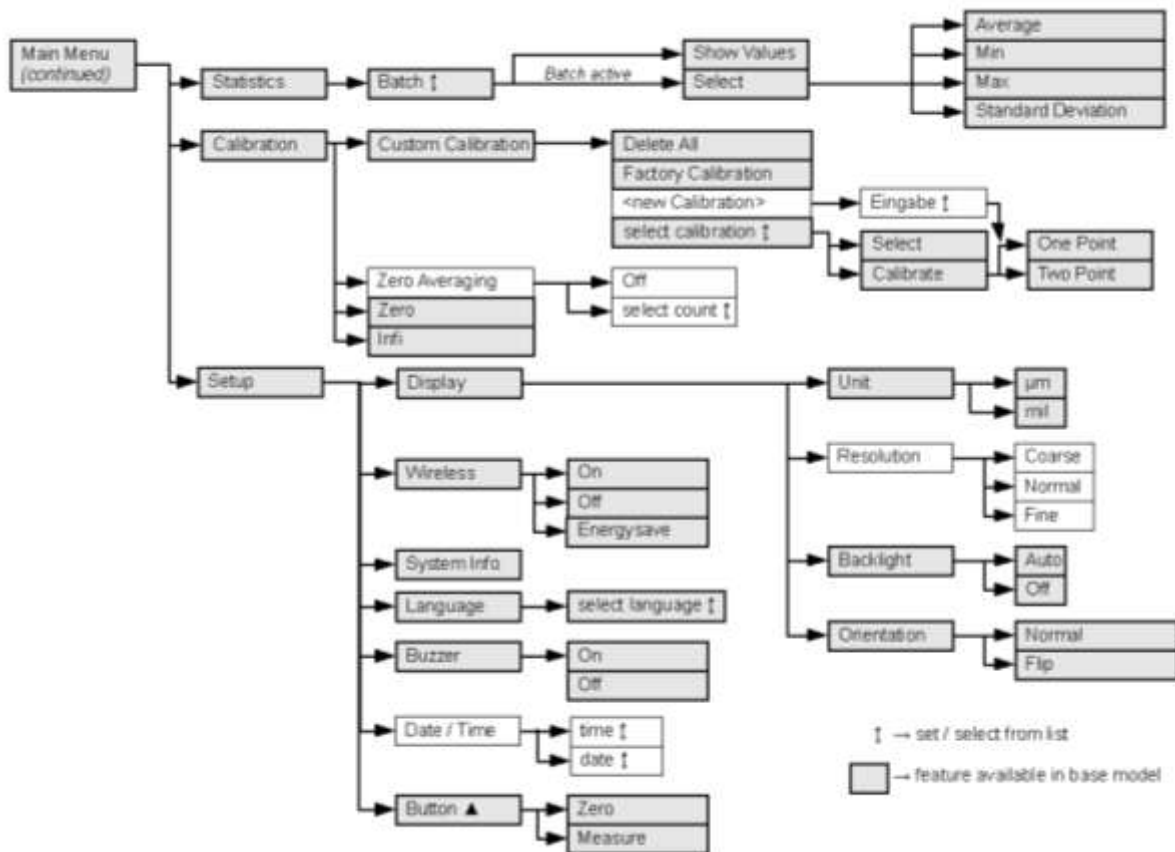 Main Menu
(continued)
Statistics
Batch ↕
Batch active
Show Values
Select
Average
Min
Max
Standard Deviation
Calibration
Custom Calibration
Delete All
Factory Calibration
<new Calibration>
select calibration ↕
Eingabe ↕
Select
Calibrate
One Point
Two Point
Zero Averaging
Zero
Infi
Off
select count ↕
Setup
Display
Unit
µm
mil
Resolution
Coarse
Normal
Fine
Backlight
Auto
Off
Orientation
Normal
Flip
Wireless
On
Off
Energysave
System Info
Language
select language ↕
Buzzer
On
Off
Date / Time
time ↕
date ↕
Button ▲
Zero
Measure
↕ → set / select from list
→ feature available in base model